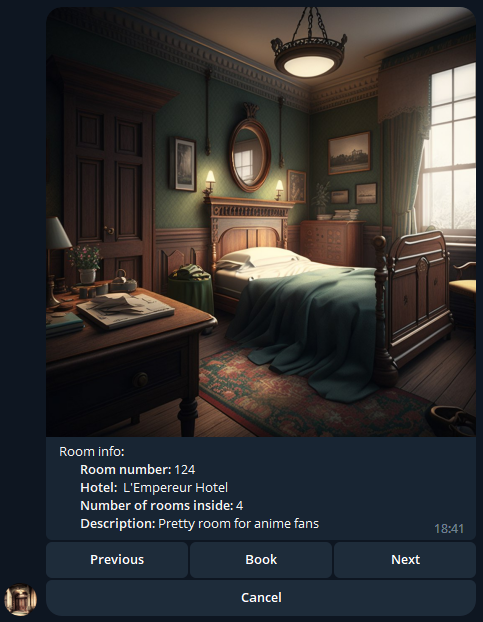 Room info:
Room number: 124
Hotel: L'Empereur Hotel
Number of rooms inside: 4
Description: Pretty room for anime fans
18:41
Previous Book Next
Cancel